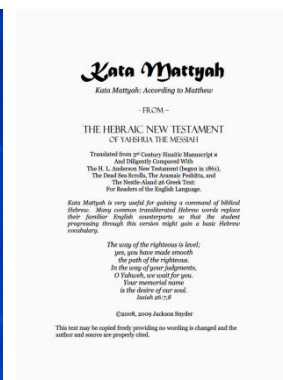 Kata Mattyah
Kata Mattyah: According to Matthew
-FROM-
THE HEBRAIC NEW TESTAMENT
OF YAHSHUA THE MESSIAH
Translated from 3rd Century Sinaitic Manuscript א
And Diligently Compared With
The H. L. Anderson New Testament (began in 1861),
The Dead Sea Scrolls, The Aramaic Peshitta, and
The Nestle-Aland 26 Greek Text:
For Readers of the English Language.
Kata Mattyah is very useful for gaining a command of biblical
Hebrew. Many common transliterated Hebrew words replace
their familiar English counterparts so that the student
progressing through this version might gain a basic Hebrew
vocabulary.
The way of the righteous is level;
yes, you have made smooth
the path of the righteous.
In the way of your judgments,
O Yahweh, we wait for you.
Your memorial name
is the desire of our soul.
Isaiah 26:7,8
©2008, 2009 Jackson Snyder
This text may be copied freely providing no wording is changed and the
author and source are properly cited.